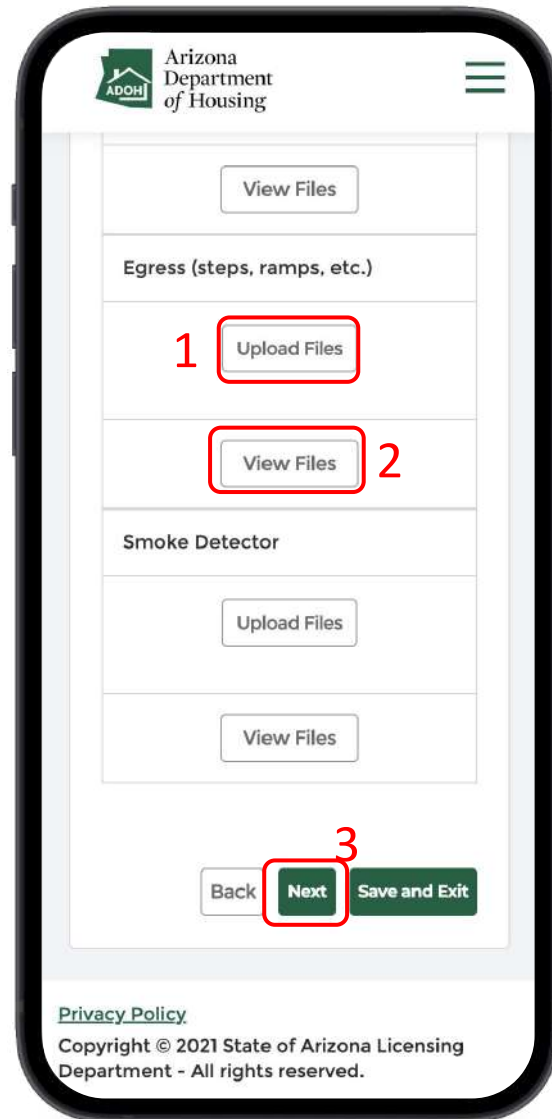 Arizona
Department
of Housing
ADOH
View Files
Egress (steps, ramps, etc.)
1
Upload Files
View Files
2
Smoke Detector
Upload Files
View Files
3
Back
Next
Save and Exit
Privacy Policy
Copyright © 2021 State of Arizona Licensing
Department - All rights reserved.